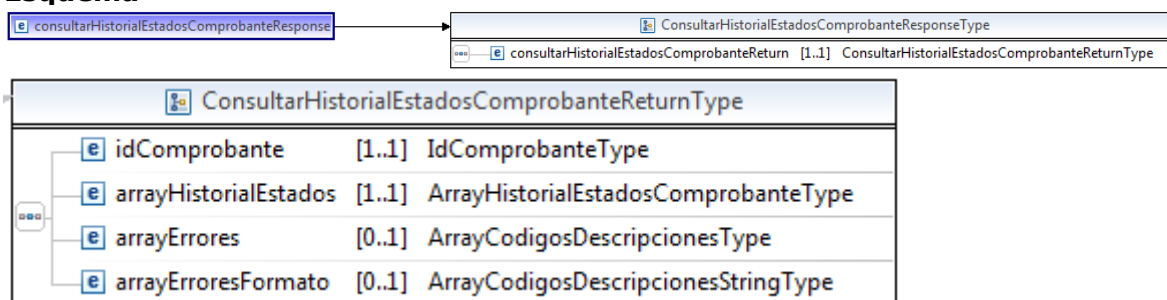 Esquema
consultarHistorialEstadosComprobanteResponse
ConsultarHistorialEstadosComprobanteResponseType
consultarHistorialEstadosComprobanteReturn [1..1] ConsultarHistorialEstadosComprobanteReturnType
ConsultarHistorialEstadosComprobanteReturnType
idComprobante [1..1] IdComprobanteType
arrayHistorialEstados [1..1] ArrayHistorialEstadosComprobanteType
arrayErrores [0..1] ArrayCodigosDescripcionesType
arrayErroresFormato [0..1] ArrayCodigosDescripcionesStringType